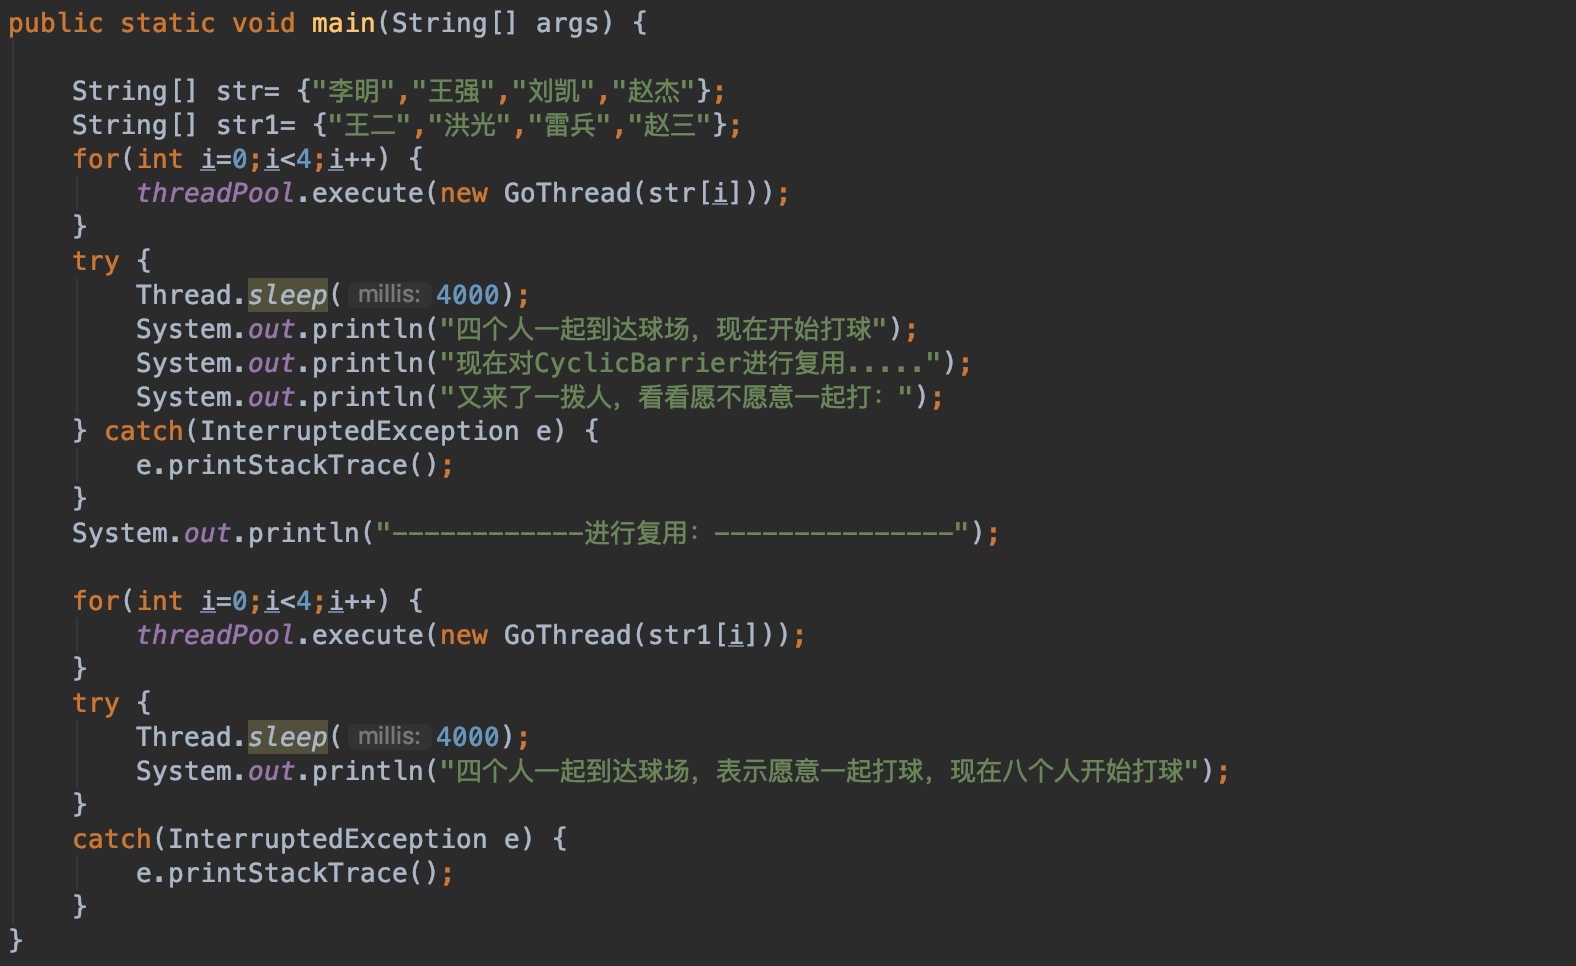 public static void main(String[] args) {
String[] str= {"李明","王强","刘凯","赵杰"};
String[] str1= {"王二","洪光","雷兵","赵三"};
for(int i=0;i<4;i++) {
threadPool.execute(new GoThread(str[i]));
}
try {
Thread.sleep( millis: 4000);
System.out.println("四个人一起到达球场，现在开始打球");
System.out.println("现在对CyclicBarrier进行复用.....");
System.out.println("又来了一拨人，看看愿不愿意一起打：");
} catch(InterruptedException e) {
e.printStackTrace();
}
System.out.println("------------进行复用：---------------");
for(int i=0;i<4;i++) {
threadPool.execute(new GoThread(str1[i]));
}
try {
Thread.sleep( millis: 4000);
System.out.println("四个人一起到达球场，表示愿意一起打球，现在八个人开始打球");
}
catch(InterruptedException e) {
e.printStackTrace();
}
}